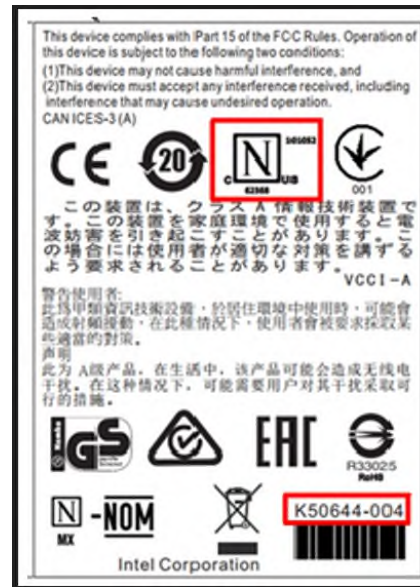 This device complies with Part 15 of the FCC Rules. Operation of
this device is subject to the following two conditions:
(1)This device may not cause harmful interference, and
(2)This device must accept any interference received, including
interference that may cause undesired operation.
CAN ICES-3 (A)
CE
20
C N US
62368
001
この装置は、クラスA情報技術装置で
す。この装置を家庭環境で使用すると電
波妨害を引き起こすことがあります。こ
の場合には使用者が適切な対策を講ずる
よう要求されることがあります。
VCCI-A
警告使用者:
此為甲類資訊技術設備，於居住環境中使用時，可能會
造成射頻擾動，在此種情況下，使用者會被要求採取某
些適當的對策。
声明
此为 A级产品，在生活中，该产品可能会造成无线电
干扰。在这种情况下，可能需要用户对其干扰采取可
行的措施。
GS
EAC
R33025
RoHS
N -NOM
MX
K50644-004
Intel Corporation